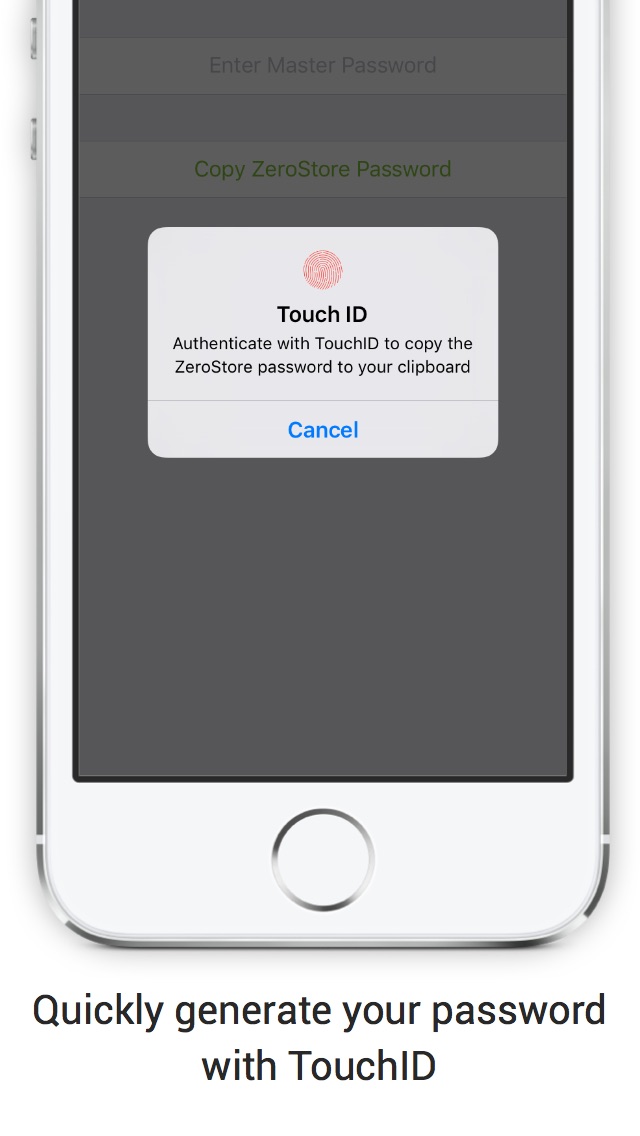 Enter Master Password
Copy ZeroStore Password
Touch ID
Authenticate with TouchID to copy the
ZeroStore password to your clipboard
Cancel
Quickly generate your password
with TouchID